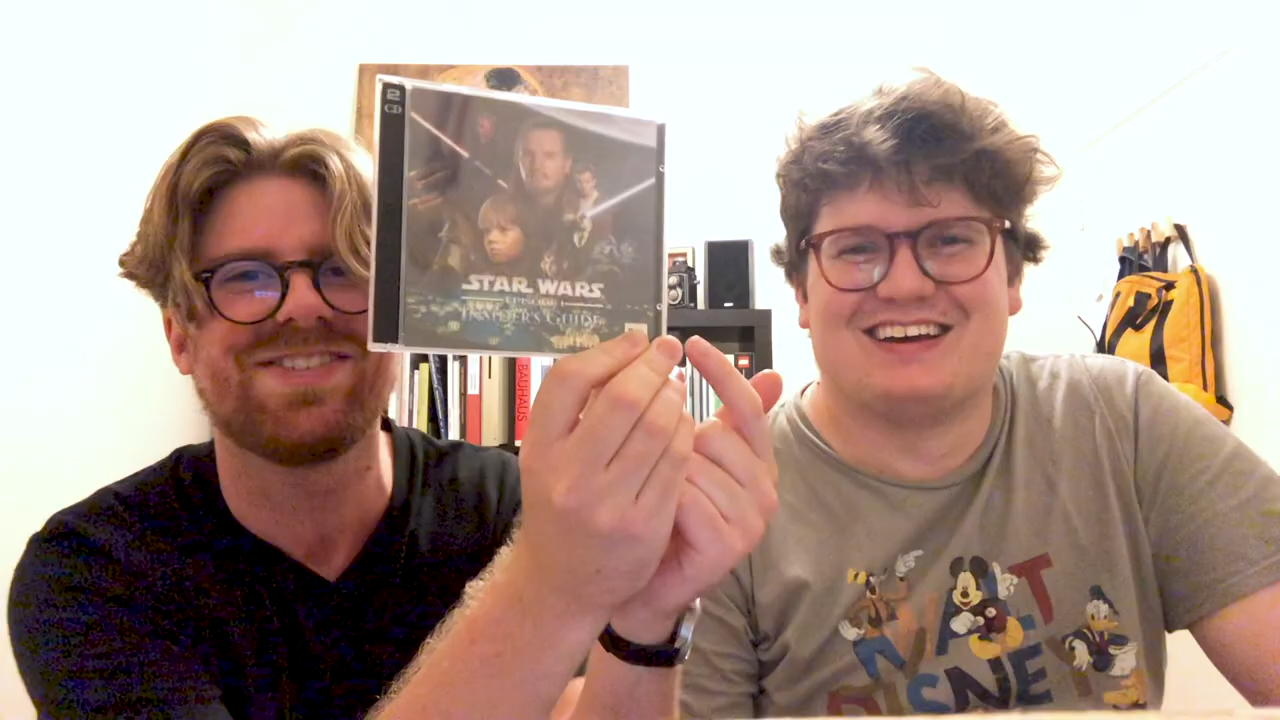 2
CD
STAR WARS
EPISODE I
INSIDER'S GUIDE
BAUHAUS
WALT
DISNEY